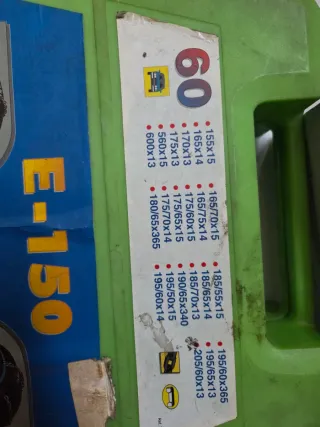 60
• 155x15
• 165x14
• 170x13
• 175x13
• 560x15
• 600x13
• 165/70x15
• 165/75x14
• 175/60x15
• 175/65x15
• 175/70x14
• 180/65x365
• 185/55x15
• 185/65x14
• 185/70x13
• 190/65x340
• 195/50x15
• 195/60x14
• 195/60x365
• 195/65x13
• 205/60x13
E-150